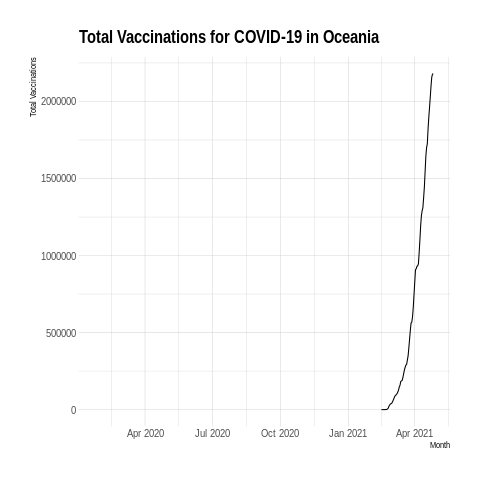 Total Vaccinations for COVID-19 in Oceania
Total Vaccinations
2000000
1500000
1000000
500000
0
Apr 2020 Jul 2020 Oct 2020 Jan 2021 Apr 2021
Month